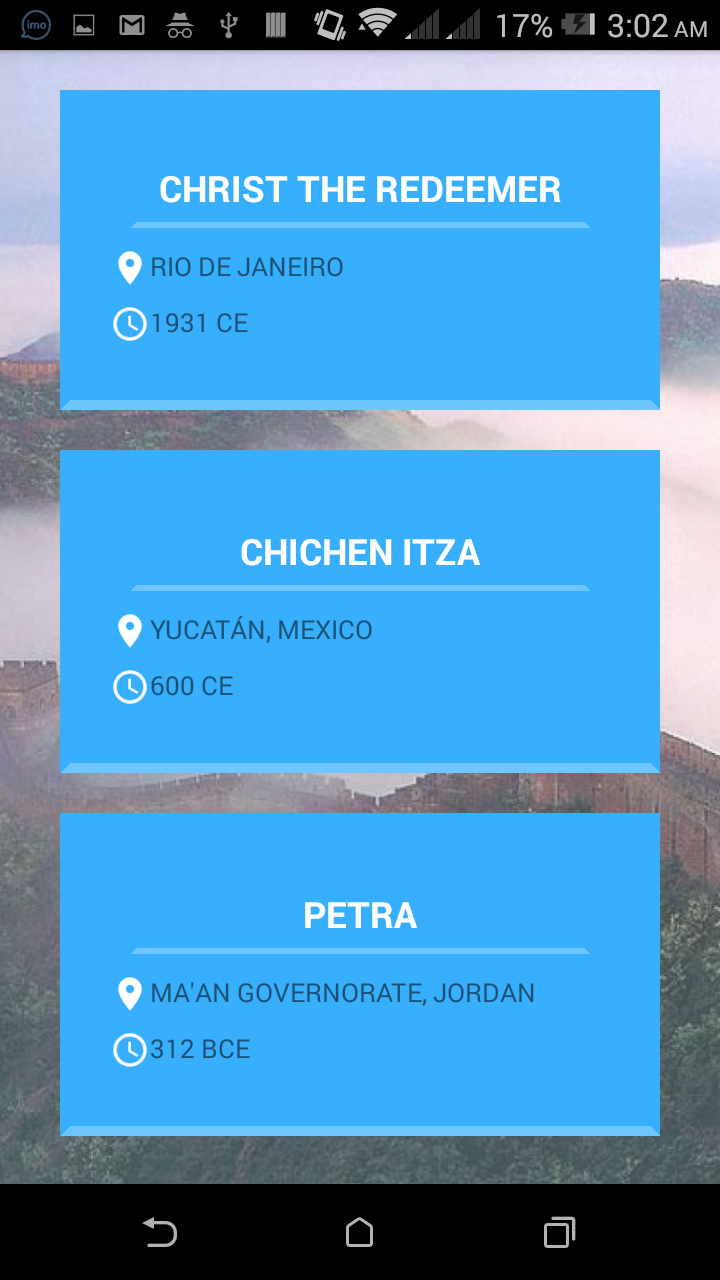 imo 17% 3:02 AM
CHRIST THE REDEEMER
RIO DE JANEIRO
1931 CE
CHICHEN ITZA
YUCATÁN, MEXICO
600 CE
PETRA
MA'AN GOVERNORATE, JORDAN
312 BCE